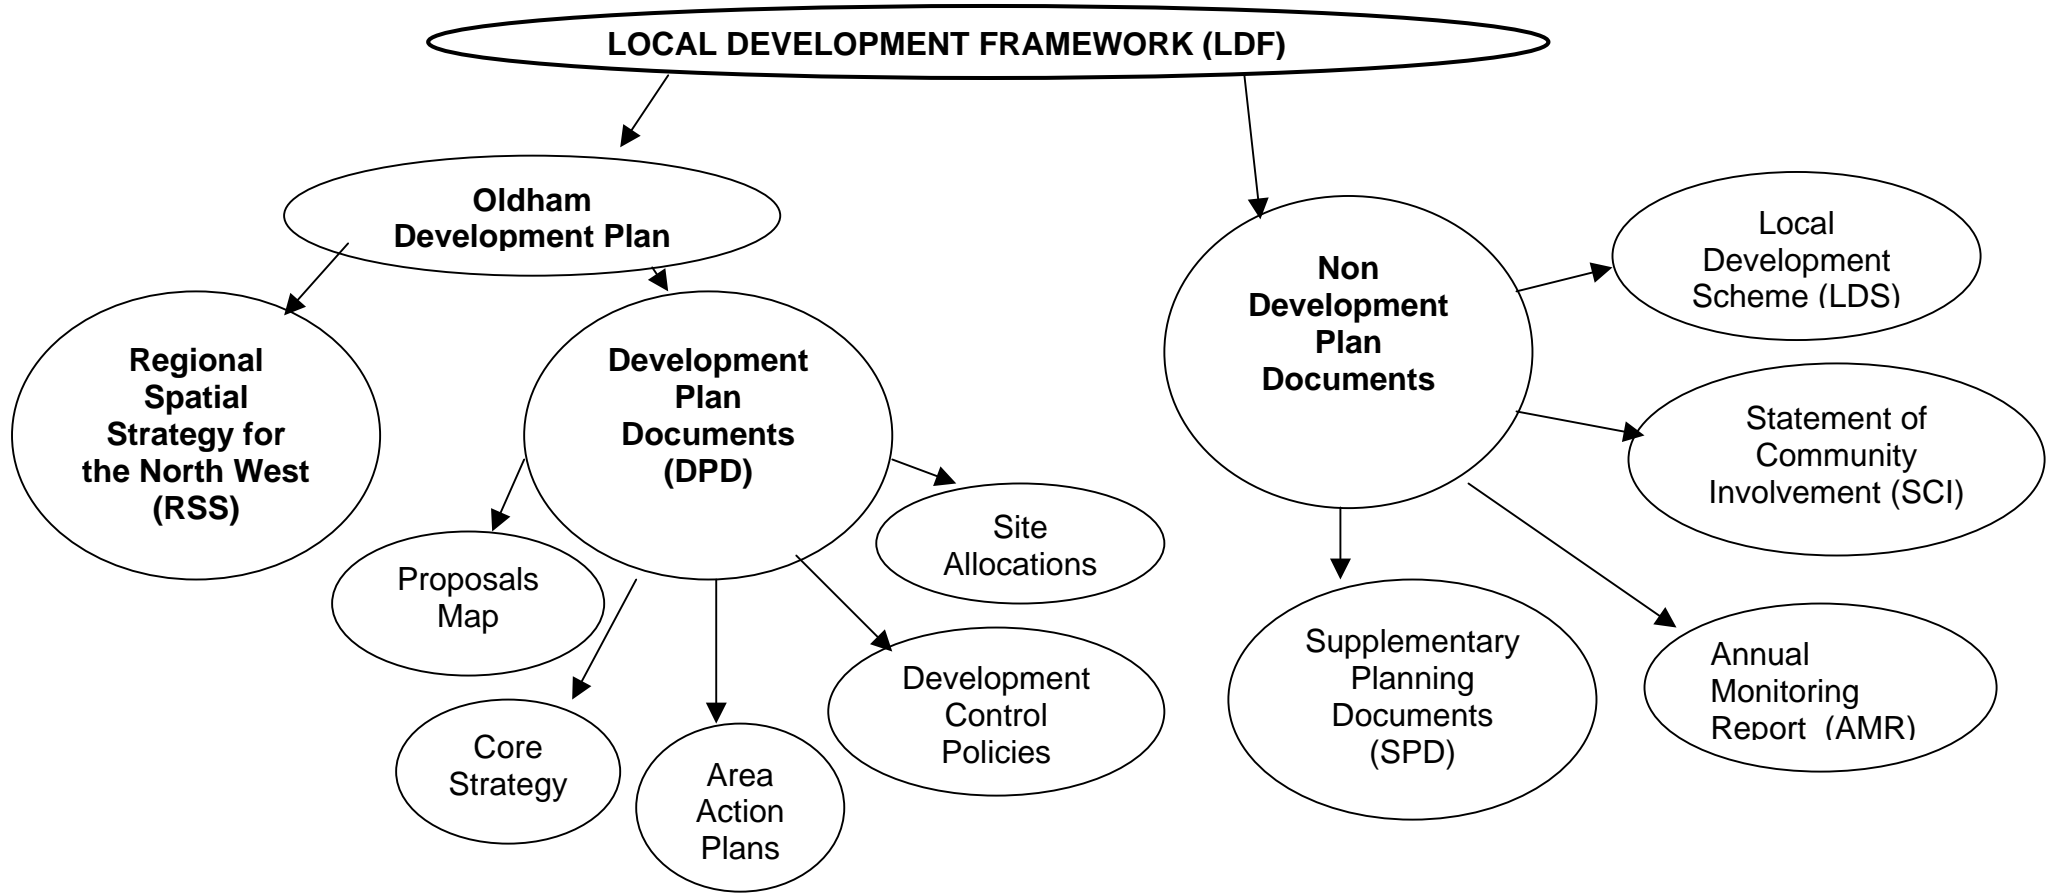 LOCAL DEVELOPMENT FRAMEWORK (LDF)
Oldham
Development Plan
Regional
Spatial
Strategy for
the North West
(RSS)
Development
Plan
Documents
(DPD)
Proposals
Map
Core
Strategy
Area
Action
Plans
Development
Control
Policies
Site
Allocations
Non
Development
Plan
Documents
Local
Development
Scheme (LDS)
Statement of
Community
Involvement (SCI)
Supplementary
Planning
Documents
(SPD)
Annual
Monitoring
Report (AMR)